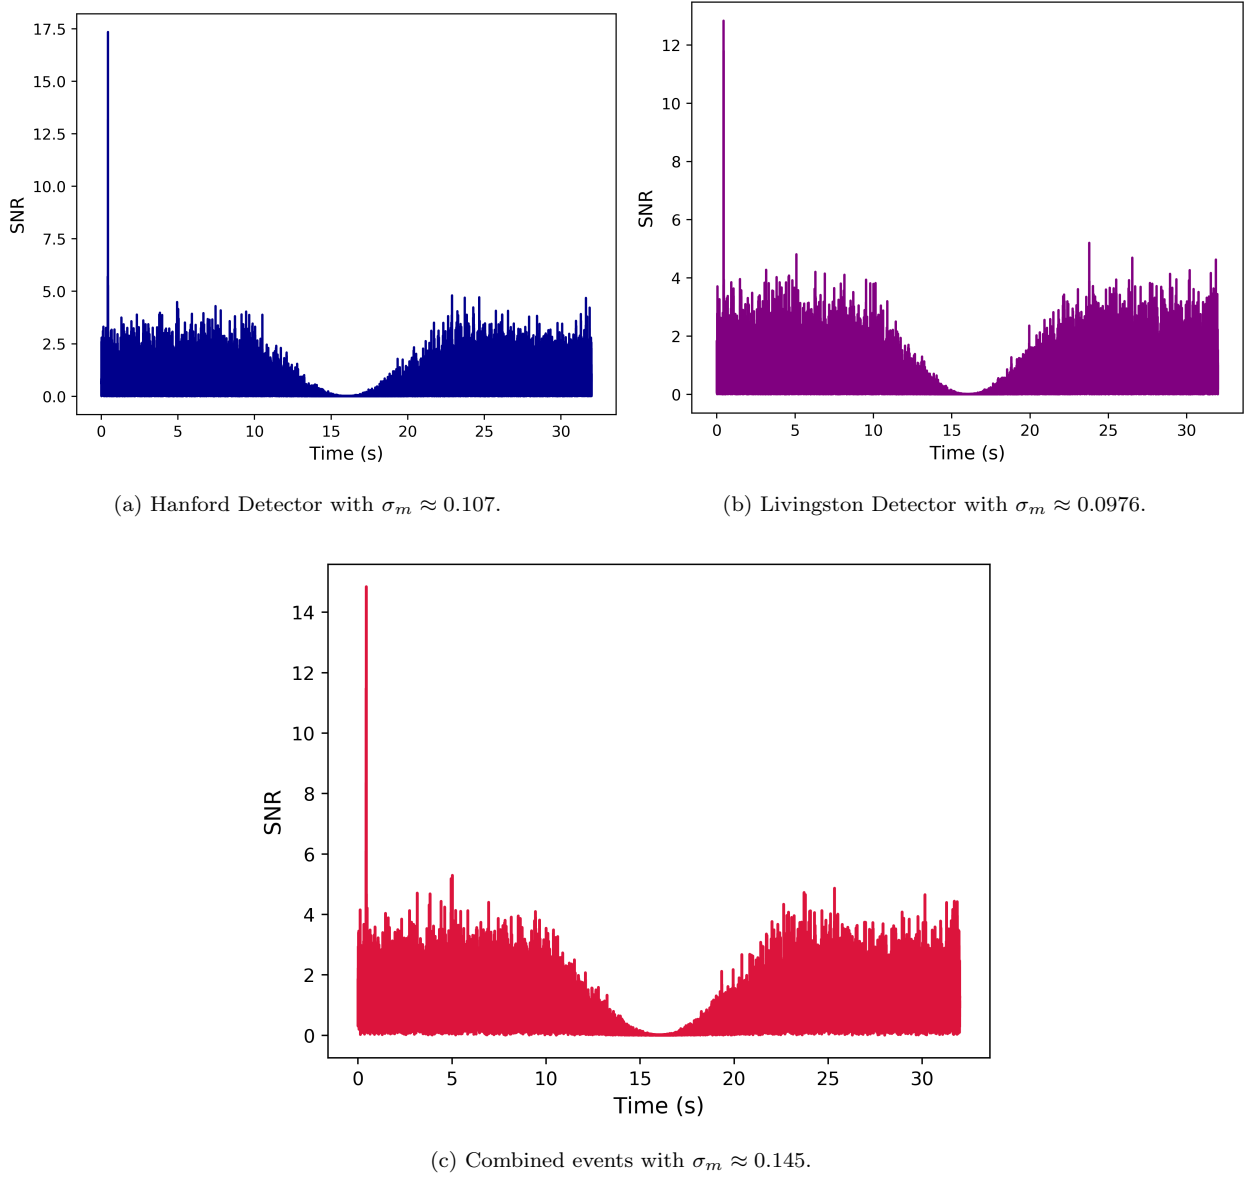 17.5
15.0
12.5
10.0
7.5
5.0
2.5
0.0
SNR
0 5 10 15 20 25 30
Time (s)
(a) Hanford Detector with σm ≈ 0.107.
12
10
8
6
4
2
0
SNR
0 5 10 15 20 25 30
Time (s)
(b) Livingston Detector with σm ≈ 0.0976.
14
12
10
8
6
4
2
0
SNR
0 5 10 15 20 25 30
Time (s)
(c) Combined events with σm ≈ 0.145.